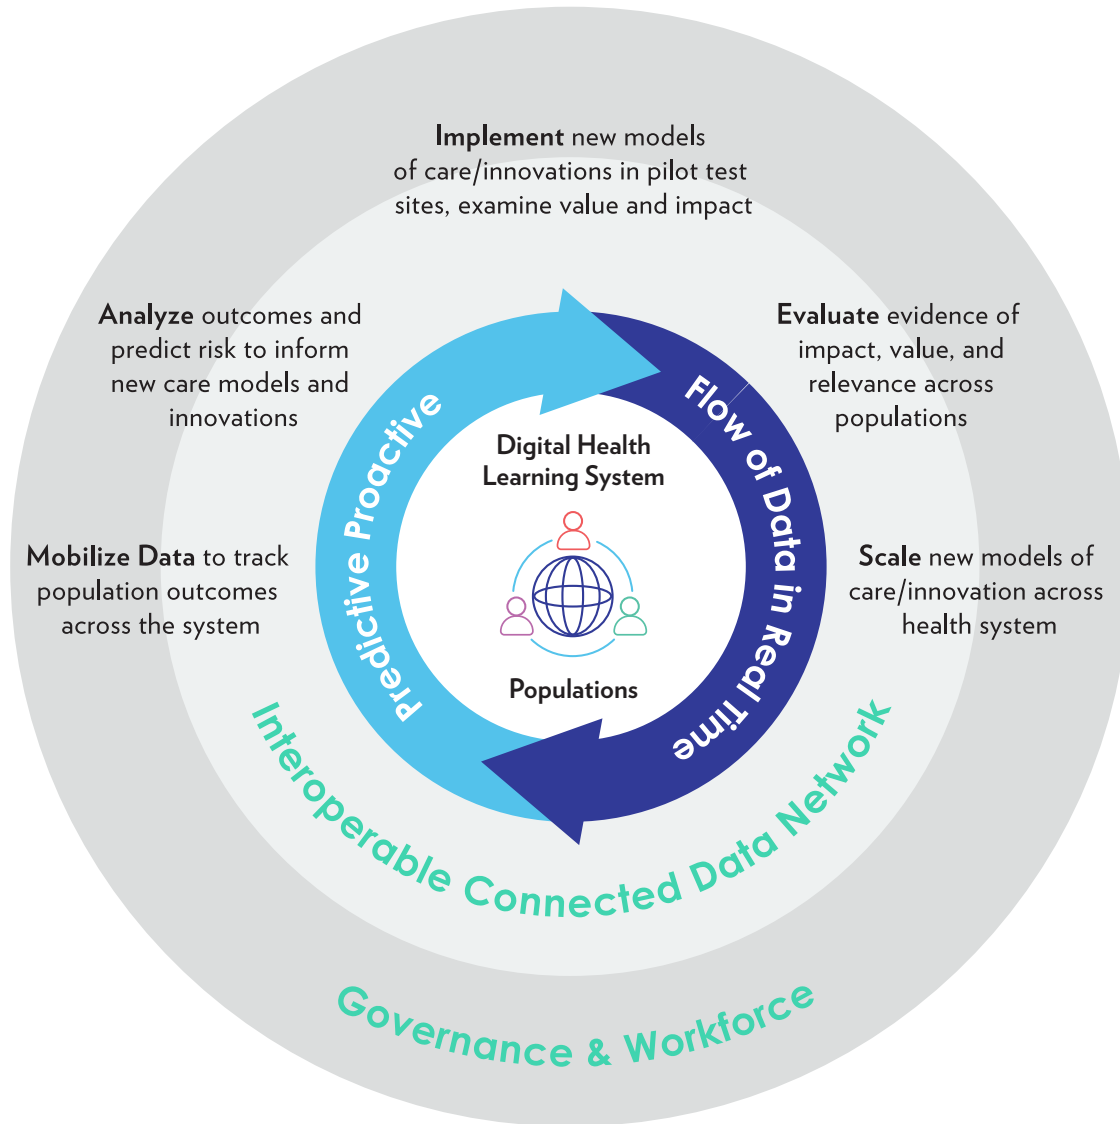 Implement new models
of care/innovations in pilot test
sites, examine value and impact
Analyze outcomes and
predict risk to inform
new care models and
innovations
Evaluate evidence of
impact, value, and
relevance across
populations
Mobilize Data to track
population outcomes
across the system
Scale new models of
care/innovation across
health system
Predictive Proactive
Flow of Data in Real Time
Digital Health
Learning System
Populations
Interoperable Connected Data Network
Governance & Workforce